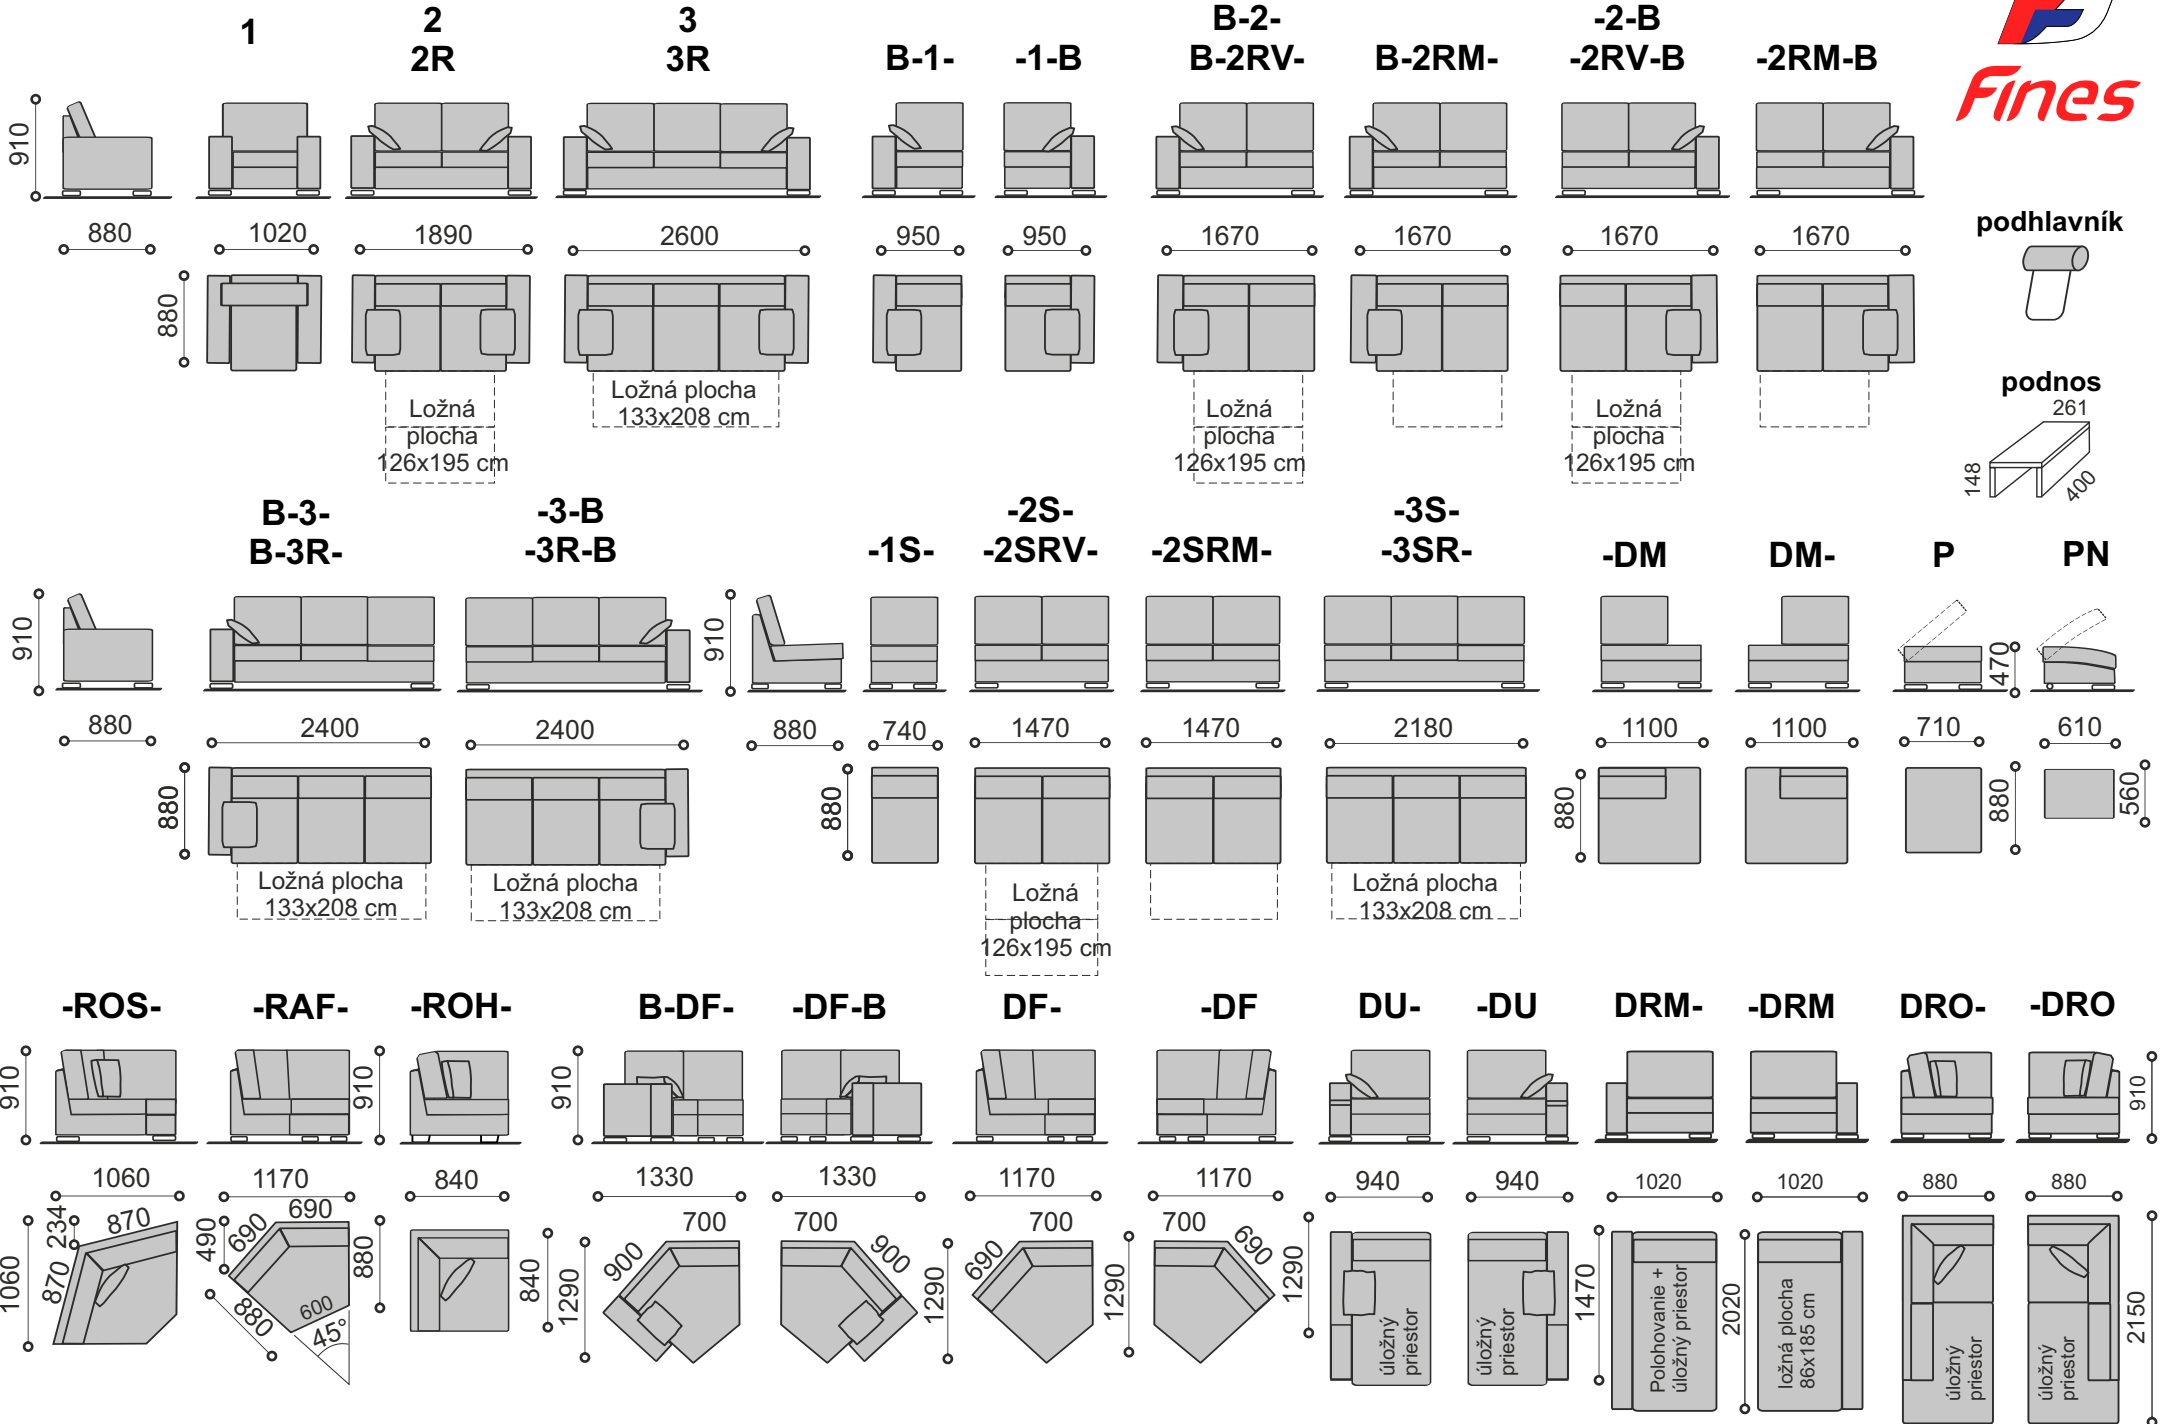 1
2
2R
3
3R
B-1-
-1-B
B-2-
B-2RV-
B-2RM-
-2-B
-2RV-B
-2RM-B
Fines
910
880
1020
1890
2600
950
950
1670
1670
1670
1670
880
Ložná
plocha
126x195 cm
Ložná plocha
133x208 cm
Ložná
plocha
126x195 cm
Ložná
plocha
126x195 cm
podhlavník
podnos
261
148
400
B-3-
B-3R-
-3-B
-3R-B
-1S-
-2S-
-2SRV-
-2SRM-
-3S-
-3SR-
-DM
DM-
P
PN
910
910
470
880
2400
2400
880
740
1470
1470
2180
1100
1100
710
610
880
880
880
880
560
Ložná plocha
133x208 cm
Ložná plocha
133x208 cm
Ložná
plocha
126x195 cm
Ložná plocha
133x208 cm
-ROS-
-RAF-
-ROH-
B-DF-
-DF-B
DF-
-DF
DU-
-DU
DRM-
-DRM
DRO-
-DRO
910
910
910
910
1060
1170
840
1330
1330
1170
1170
940
940
1020
1020
880
880
1060
234
870
870
490
690
690
880
880
600
45°
840
1290
900
700
700
900
1290
690
700
1290
700
690
1290
úložný
priestor
úložný
priestor
1470
Polohovanie +
úložný priestor
2020
ložná plocha
86x185 cm
úložný
priestor
úložný
priestor
2150